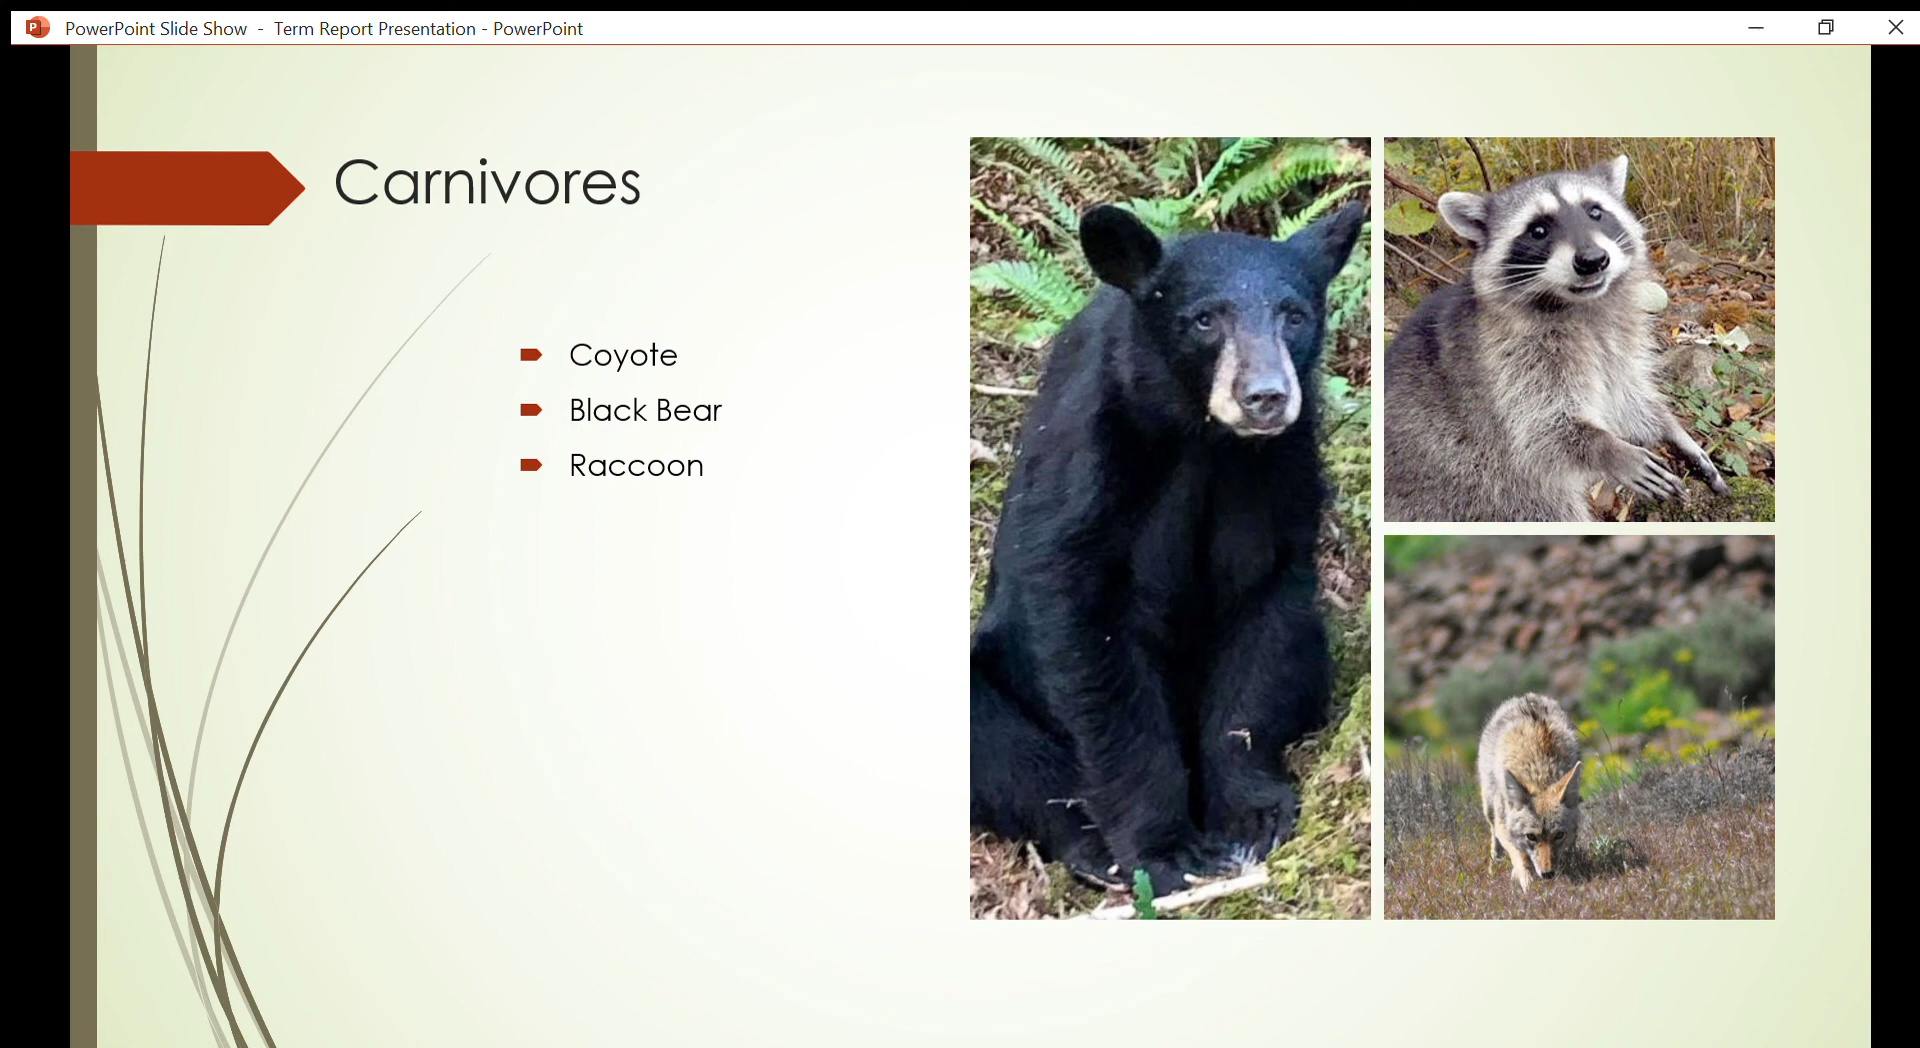 PowerPoint Slide Show - Term Report Presentation - PowerPoint
Carnivores
Coyote
Black Bear
Raccoon